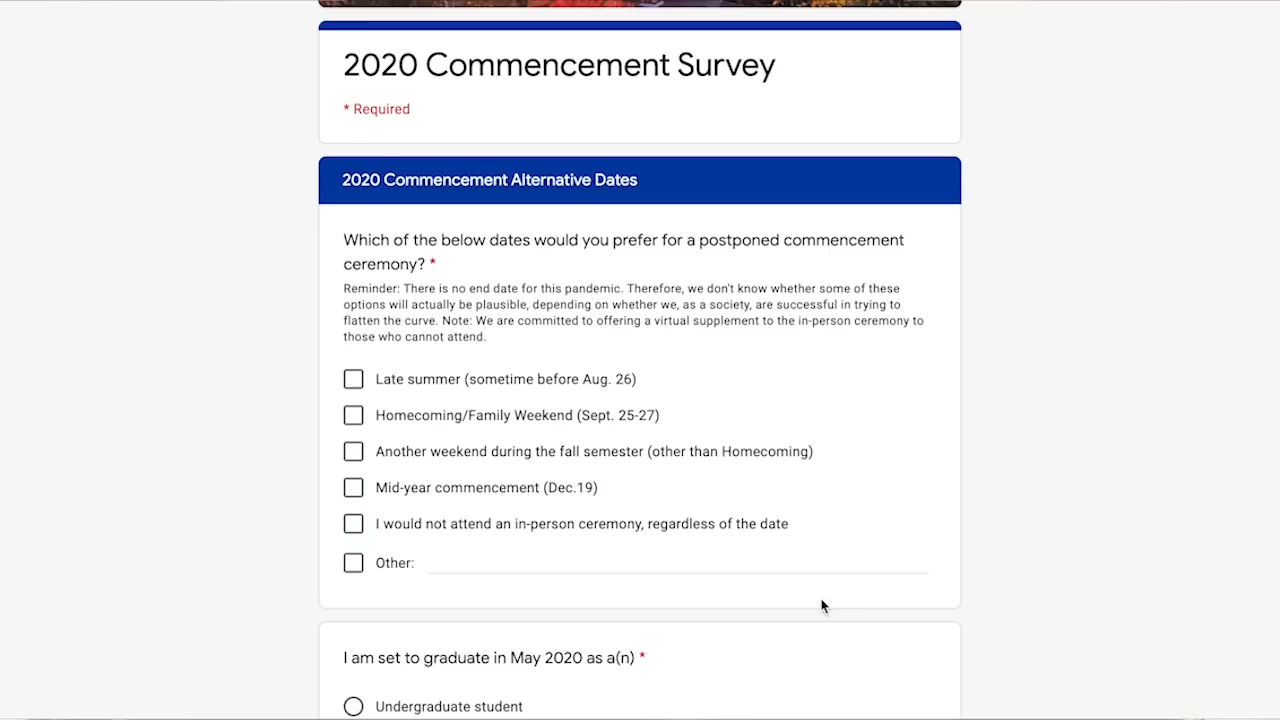 2020 Commencement Survey
* Required
2020 Commencement Alternative Dates
Which of the below dates would you prefer for a postponed commencement
ceremony? *
Reminder: There is no end date for this pandemic. Therefore, we don't know whether some of these
options will actually be plausible, depending on whether we, as a society, are successful in trying to
flatten the curve. Note: We are committed to offering a virtual supplement to the in-person ceremony to
those who cannot attend.
Late summer (sometime before Aug. 26)
Homecoming/Family Weekend (Sept. 25-27)
Another weekend during the fall semester (other than Homecoming)
Mid-year commencement (Dec.19)
I would not attend an in-person ceremony, regardless of the date
Other:
I am set to graduate in May 2020 as a(n) *
Undergraduate student